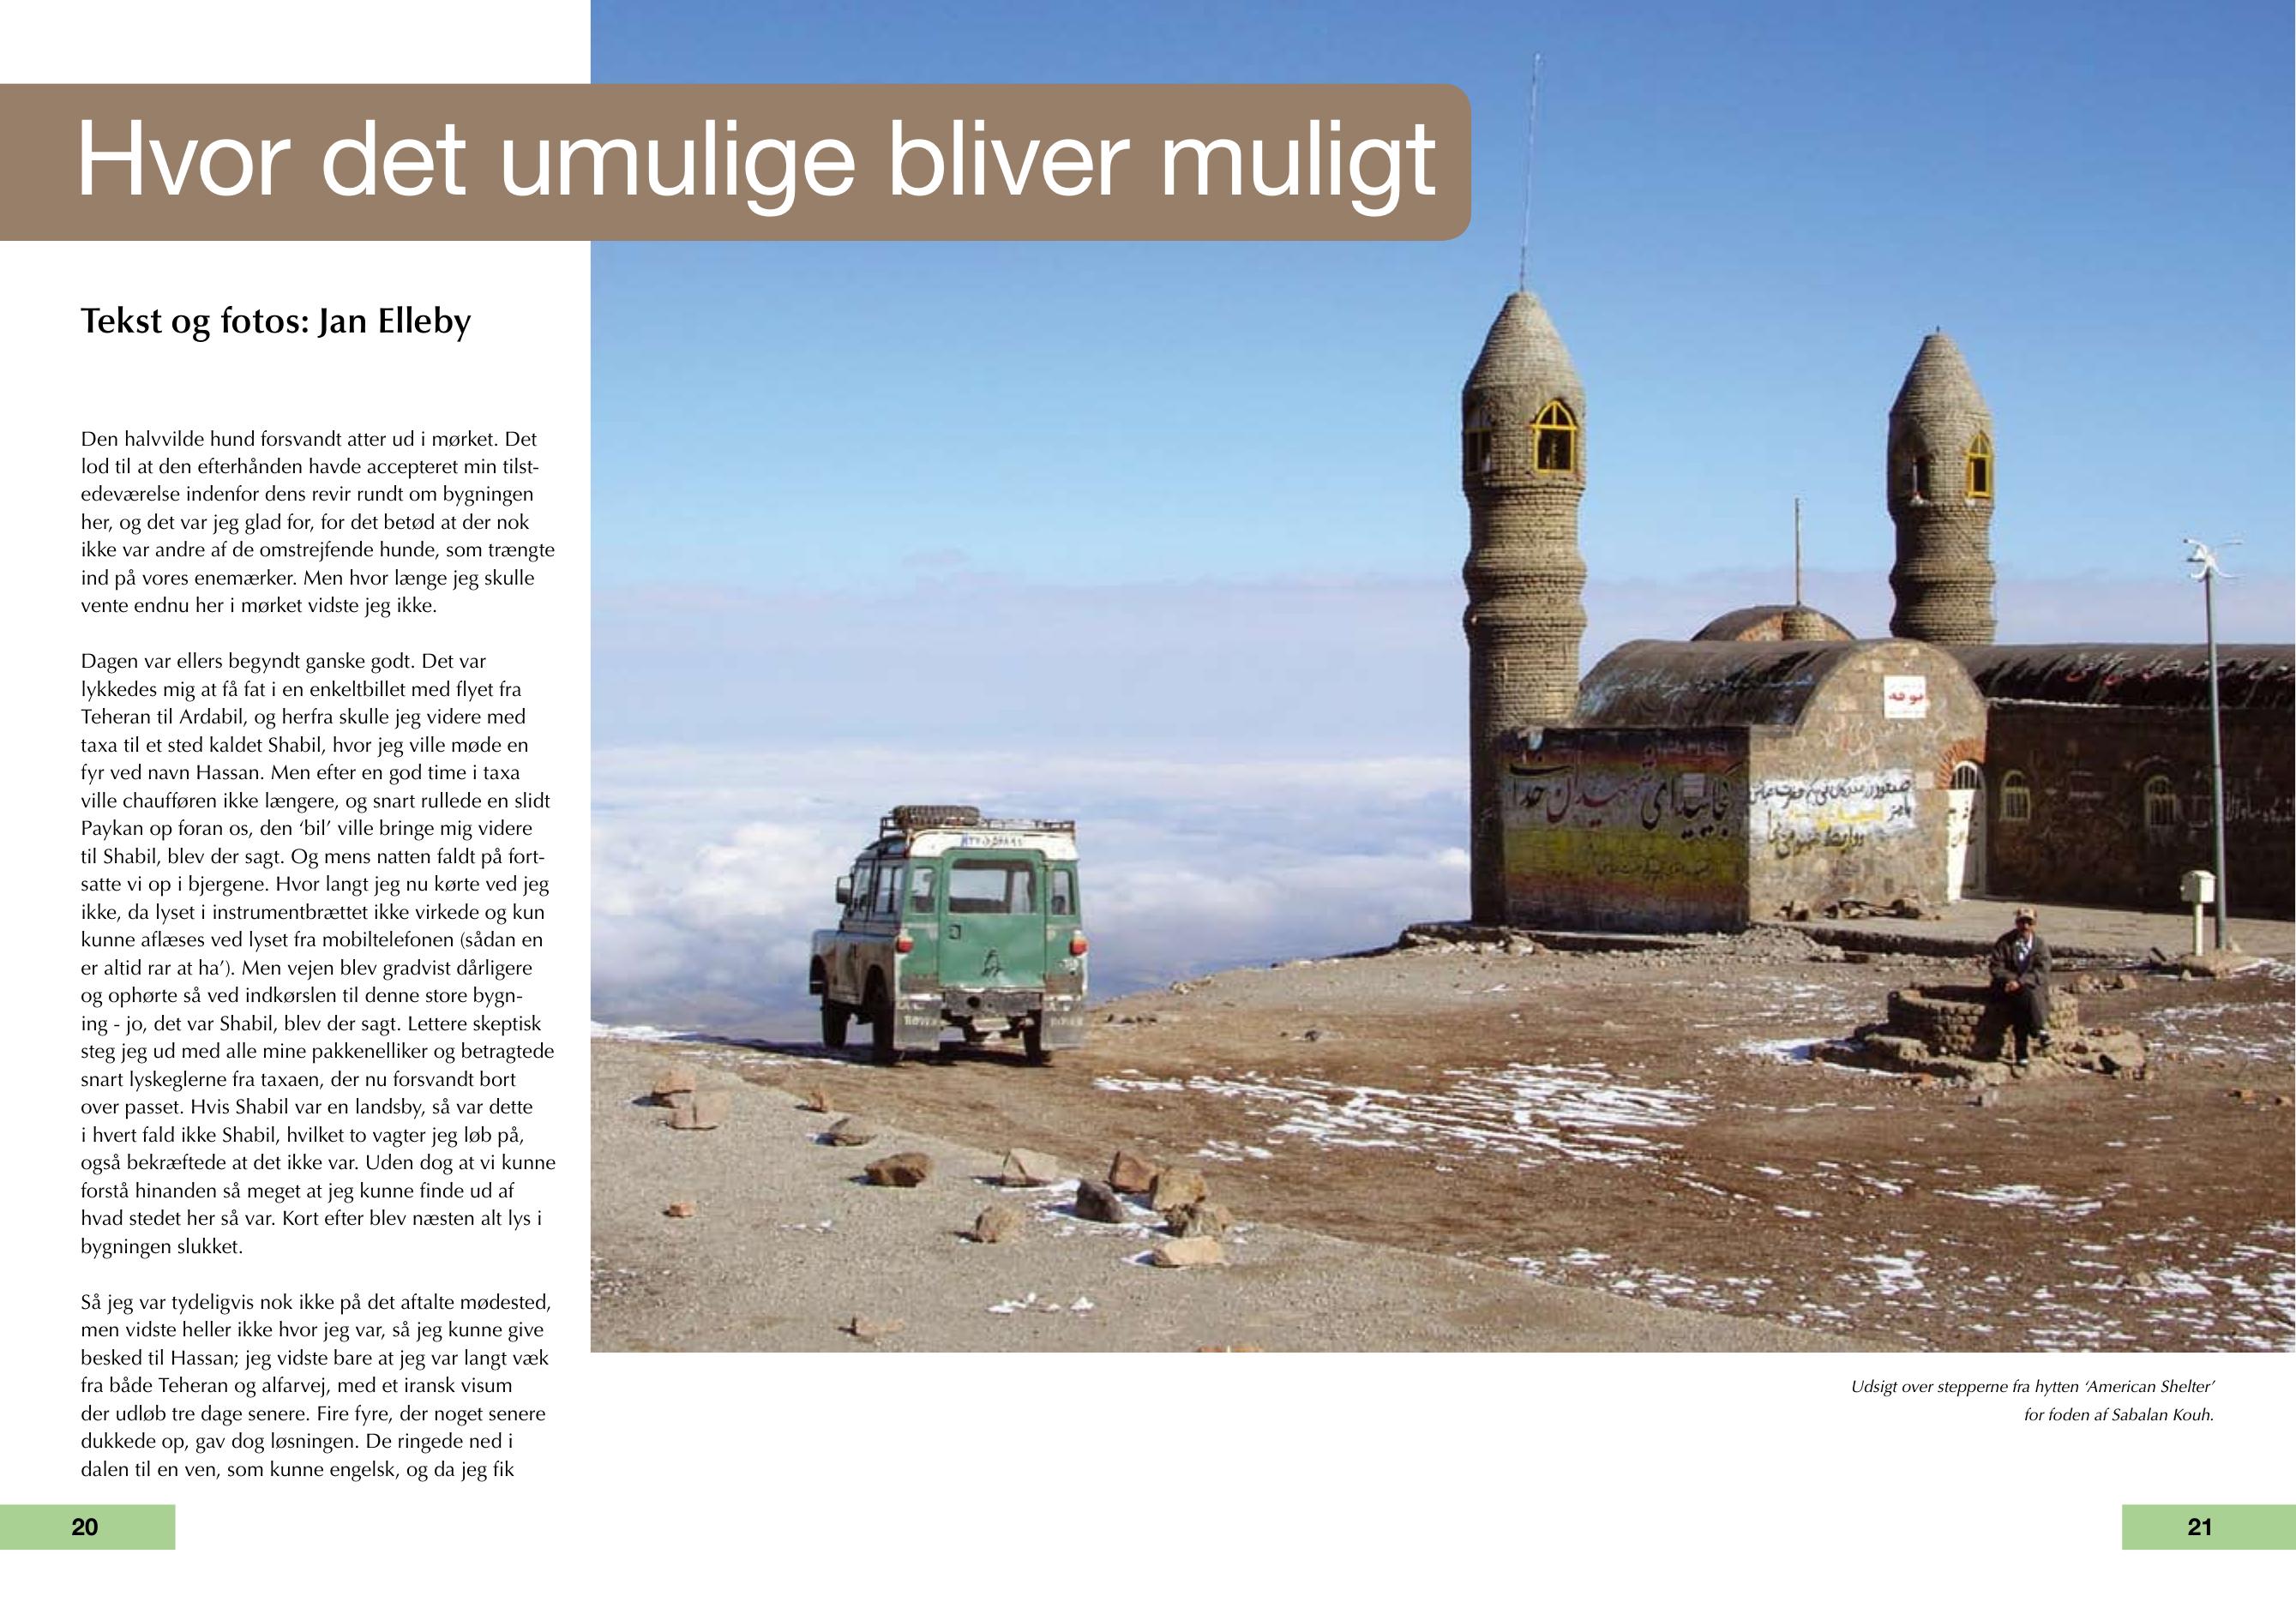 Hvor det umulige bliver muligt
Tekst og fotos: Jan Elleby
Den halvvilde hund forsvandt atter ud i mørket. Det
lod til at den efterhånden havde accepteret min tilst-
edeværelse indenfor dens revir rundt om bygningen
her, og det var jeg glad for, for det betød at der nok
ikke var andre af de omstrejfende hunde, som trængte
ind på vores enemærker. Men hvor længe jeg skulle
vente endnu her i mørket vidste jeg ikke.
Dagen var ellers begyndt ganske godt. Det var
lykkedes mig at få fat i en enkeltbillet med flyet fra
Teheran til Ardabil, og herfra skulle jeg videre med
taxa til et sted kaldet Shabil, hvor jeg ville møde en
fyr ved navn Hassan. Men efter en god time i taxa
ville chaufføren ikke længere, og snart rullede en slidt
Paykan op foran os, den ‘bil’ ville bringe mig videre
til Shabil, blev der sagt. Og mens natten faldt på fort-
satte vi op i bjergene. Hvor langt jeg nu kørte ved jeg
ikke, da lyset i instrumentbrættet ikke virkede og kun
kunne aflæses ved lyset fra mobiltelefonen (sådan en
er altid rar at ha’). Men vejen blev gradvist dårligere
og ophørte så ved indkørslen til denne store bygn-
ing - jo, det var Shabil, blev der sagt. Lettere skeptisk
steg jeg ud med alle mine pakkenelliker og betragtede
snart lyskeglerne fra taxaen, der nu forsvandt bort
over passet. Hvis Shabil var en landsby, så var dette
i hvert fald ikke Shabil, hvilket to vagter jeg løb på,
også bekræftede at det ikke var. Uden dog at vi kunne
forstå hinanden så meget at jeg kunne finde ud af
hvad stedet her så var. Kort efter blev næsten alt lys i
bygningen slukket.
Så jeg var tydeligvis nok ikke på det aftalte mødested,
men vidste heller ikke hvor jeg var, så jeg kunne give
besked til Hassan; jeg vidste bare at jeg var langt væk
fra både Teheran og alfarvej, med et iransk visum
der udløb tre dage senere. Fire fyre, der noget senere
dukkede op, gav dog løsningen. De ringede ned i
dalen til en ven, som kunne engelsk, og da jeg fik
توجه
Udsigt over stepperne fra hytten ‘American Shelter’
for foden af Sabalan Kouh.
20
21